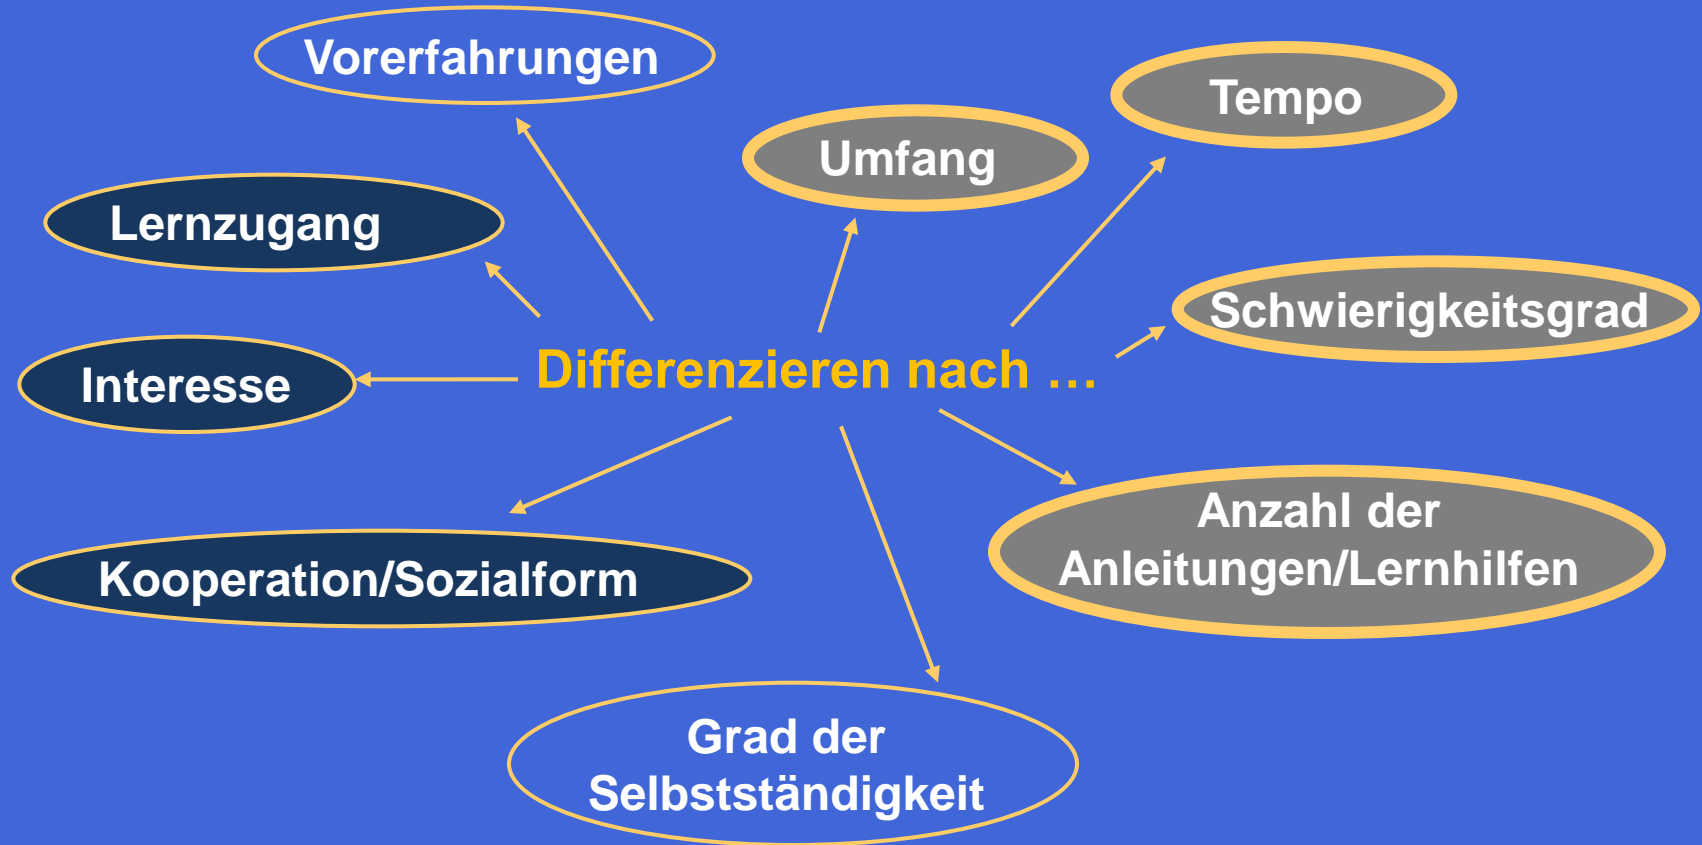 Vorerfahrungen
Tempo
Umfang
Lernzugang
Schwierigkeitsgrad
Differenzieren nach …
Interesse
Anzahl der
Anleitungen/Lernhilfen
Kooperation/Sozialform
Grad der
Selbstständigkeit